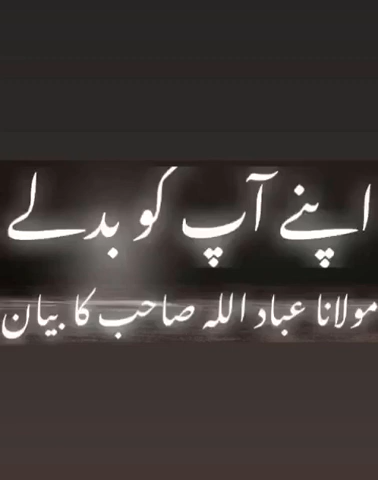 اپنے آپ کو بدلے
مولانا عباد اللہ صاحب کا بیان